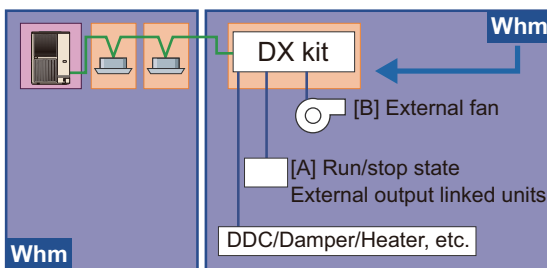 Whm
DX kit
[B] External fan
[A] Run/stop state
External output linked units
DDC/Damper/Heater, etc.
Whm